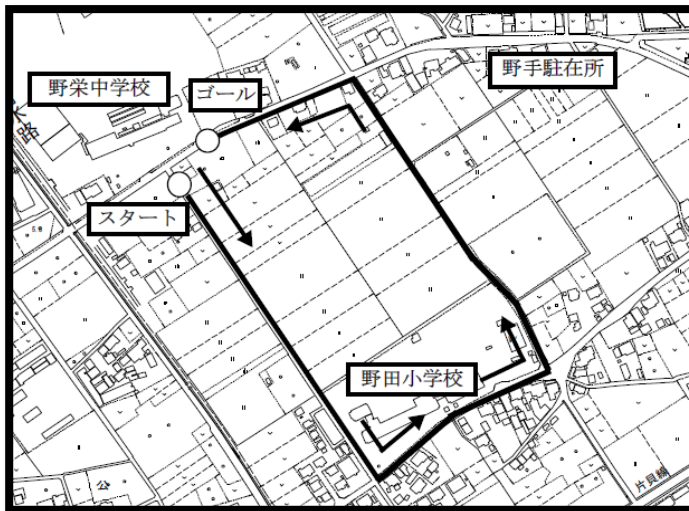 野栄中学校
ゴール
野手駐在所
スタート
野田小学校
公
片貝線